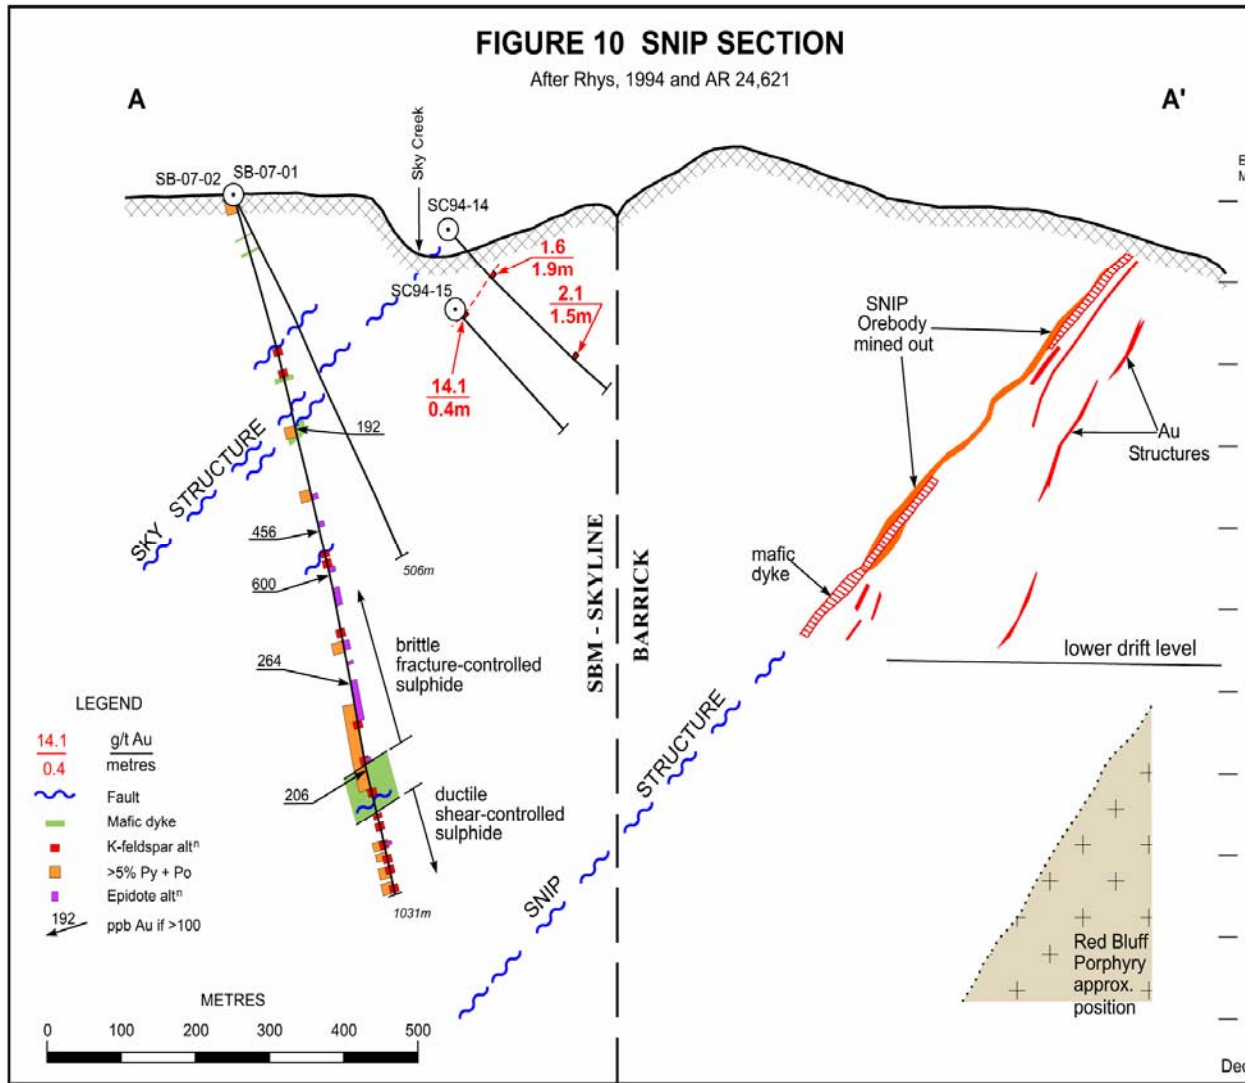 FIGURE 10 SNIP SECTION
After Rhys, 1994 and AR 24,621
A
A'
SB-07-02
SB-07-01
Sky Creek
SC94-14
SC94-15
1.6
1.9m
2.1
1.5m
14.1
0.4m
SNIP
Orebody
mined out
Au
Structures
192
SKY STRUCTURE
456
506m
600
mafic
dyke
SBM - SKYLINE
BARRICK
brittle
fracture-controlled
sulphide
264
lower drift level
206
ductile
shear-controlled
sulphide
1031m
SNIP STRUCTURE
Red Bluff
Porphyry
approx.
position
LEGEND
14.1 g/t Au
0.4 metres
Fault
Mafic dyke
K-feldspar altⁿ
>5% Py + Po
Epidote altⁿ
192 ppb Au if >100
METRES
0 100 200 300 400 500
Dec